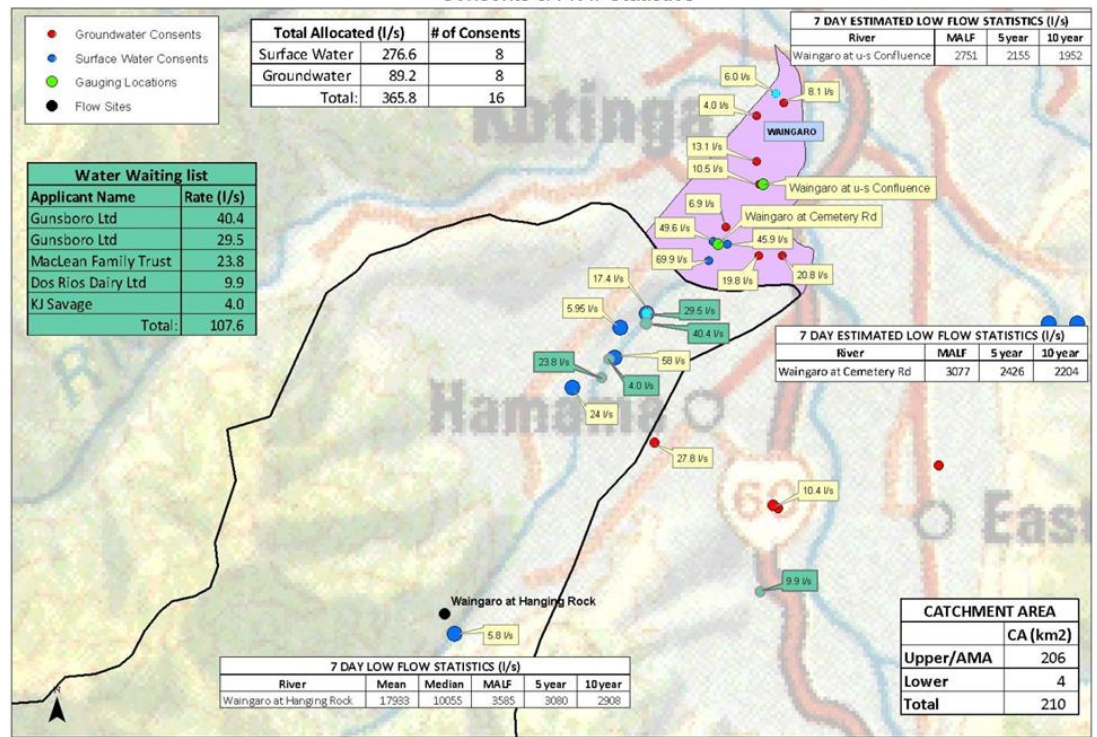 Groundwater Consents
Surface Water Consents
Gauging Locations
Flow Sites
Total Allocated (l/s) # of Consents
Surface Water 276.6 8
Groundwater 89.2 8
Total: 365.8 16
7 DAY ESTIMATED LOW FLOW STATISTICS (l/s)
River MALF 5 year 10 year
Waingaro at u-s Confluence 2751 2155 1952
6.0 l/s
8.1 l/s
4.0 l/s
Kotinga
WAINGARO
13.1 l/s
10.5 l/s
Waingaro at u-s Confluence
Water Waiting list
Applicant Name Rate (l/s)
Gunsboro Ltd 40.4
Gunsboro Ltd 29.5
MacLean Family Trust 23.8
Dos Rios Dairy Ltd 9.9
KJ Savage 4.0
Total: 107.6
6.9 l/s
Waingaro at Cemetery Rd
49.6 l/s
45.9 l/s
69.9 l/s
19.8 l/s
20.8 l/s
17.4 l/s
5.95 l/s
29.5 l/s
40.4 l/s
7 DAY ESTIMATED LOW FLOW STATISTICS (l/s)
River MALF 5 year 10 year
Waingaro at Cemetery Rd 3077 2426 2204
23.8 l/s
58 l/s
4.0 l/s
24 l/s
27.8 l/s
60
10.4 l/s
East
9.9 l/s
Waingaro at Hanging Rock
5.8 l/s
7 DAY LOW FLOW STATISTICS (l/s)
River Mean Median MALF 5 year 10 year
Waingaro at Hanging Rock 17933 10055 3585 3080 2908
CATCHMENT AREA
CA (km2)
Upper/AMA 206
Lower 4
Total 210
N